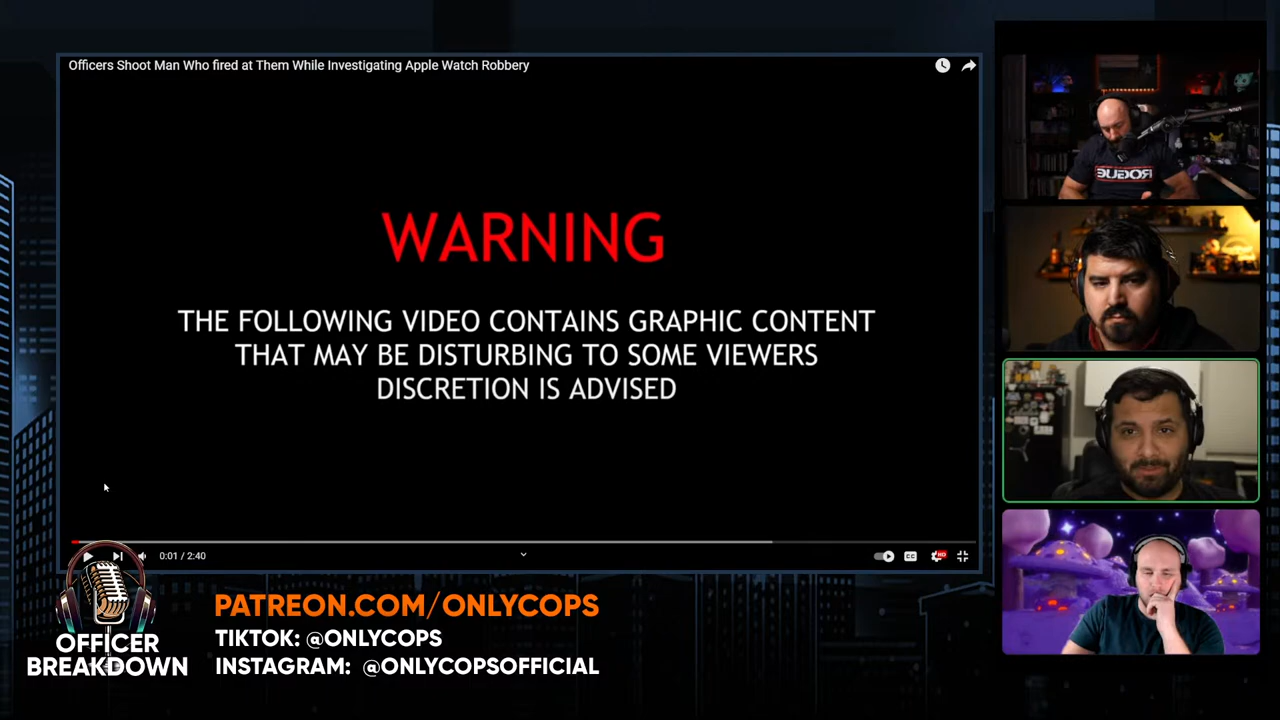 Officers Shoot Man Who fired at Them While Investigating Apple Watch Robbery
WARNING
THE FOLLOWING VIDEO CONTAINS GRAPHIC CONTENT
THAT MAY BE DISTURBING TO SOME VIEWERS
DISCRETION IS ADVISED
0:01 / 2:40
CC
HD
OFFICER
BREAKDOWN
PATREON.COM/ONLYCOPS
TIKTOK: @ONLYCOPS
INSTAGRAM: @ONLYCOPSOFFICIAL
ROGUE